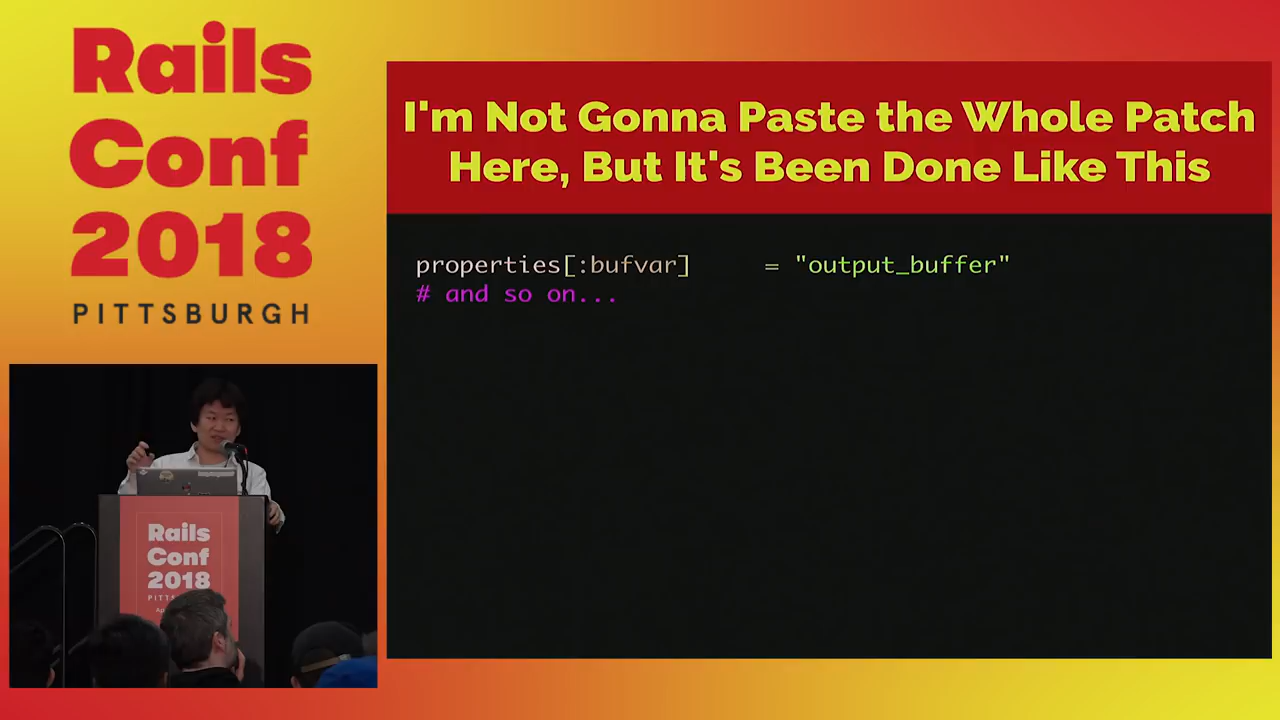 Rails
Conf
2018
PITTSBURGH
I'm Not Gonna Paste the Whole Patch
Here, But It's Been Done Like This
properties[:bufvar]     = "output_buffer"
# and so on...
Rails
Conf
2018